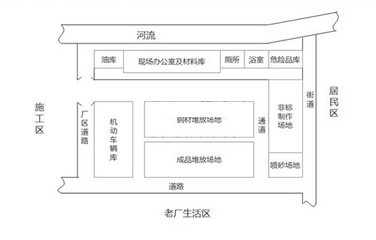 河流
油库 现场办公室及材料库 厕所 浴室 危险品库
施工区
厂区道路
机动车辆库
钢材堆放场地
成品堆放场地
通道
非标
制作
场地
喷砂场地
街道
居民区
道路
老厂生活区